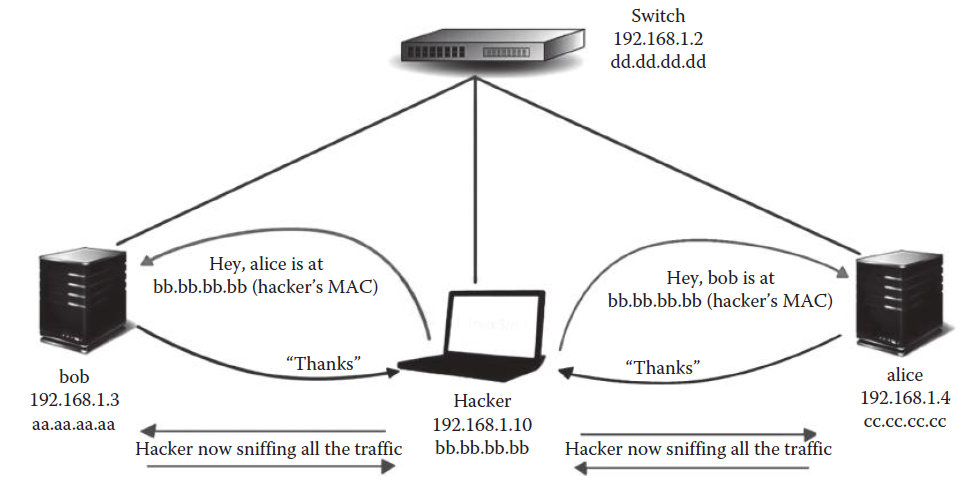 Switch
192.168.1.2
dd.dd.dd.dd
Hey, alice is at
bb.bb.bb.bb (hacker's MAC)
Hey, bob is at
bb.bb.bb.bb (hacker's MAC)
“Thanks”
“Thanks”
bob
192.168.1.3
aa.aa.aa.aa
Hacker
192.168.1.10
bb.bb.bb.bb
alice
192.168.1.4
cc.cc.cc.cc
Hacker now sniffing all the traffic
Hacker now sniffing all the traffic